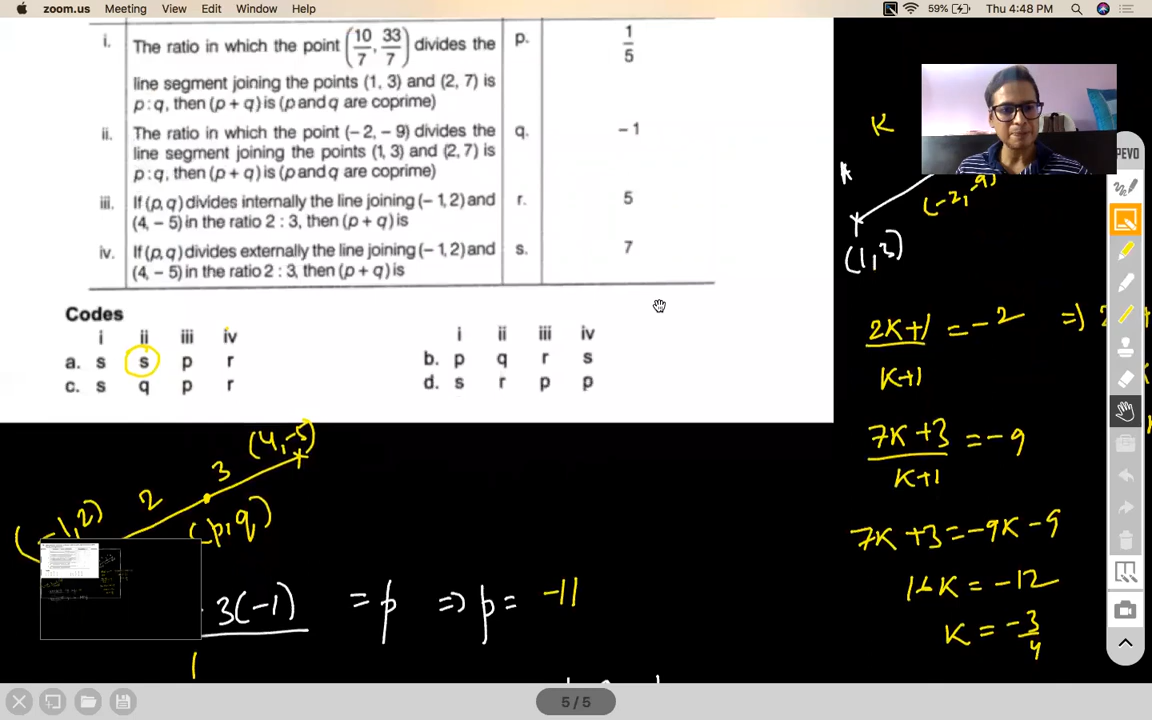 zoom.us Meeting View Edit Window Help 59% Thu 4:48 PM
i. The ratio in which the point (10/7, 33/7) divides the p. 1/5
line segment joining the points (1, 3) and (2, 7) is
p : q, then (p + q) is (p and q are coprime)
ii. The ratio in which the point (– 2, – 9) divides the q. – 1
line segment joining the points (1, 3) and (2, 7) is
p : q, then (p + q) is (p and q are coprime)
iii. If (p, q) divides internally the line joining (– 1, 2) and r. 5
(4, – 5) in the ratio 2 : 3, then (p + q) is
iv. If (p, q) divides externally the line joining (– 1, 2) and s. 7
(4, – 5) in the ratio 2 : 3, then (p + q) is
Codes
i ii iii iv i ii iii iv
a. s s p r b. p q r s
c. s q p r d. s r p p
K
(-2,-9)
(1,3)
2K+1/K+1 = -2 =)
7K+3/K+1 = -9
7K+3 = -9K-9
16K = -12
K = -3/4
(4,-5)
3
2
(-1,2)
(p,q)
3(-1) = p => p = -11
5 / 5